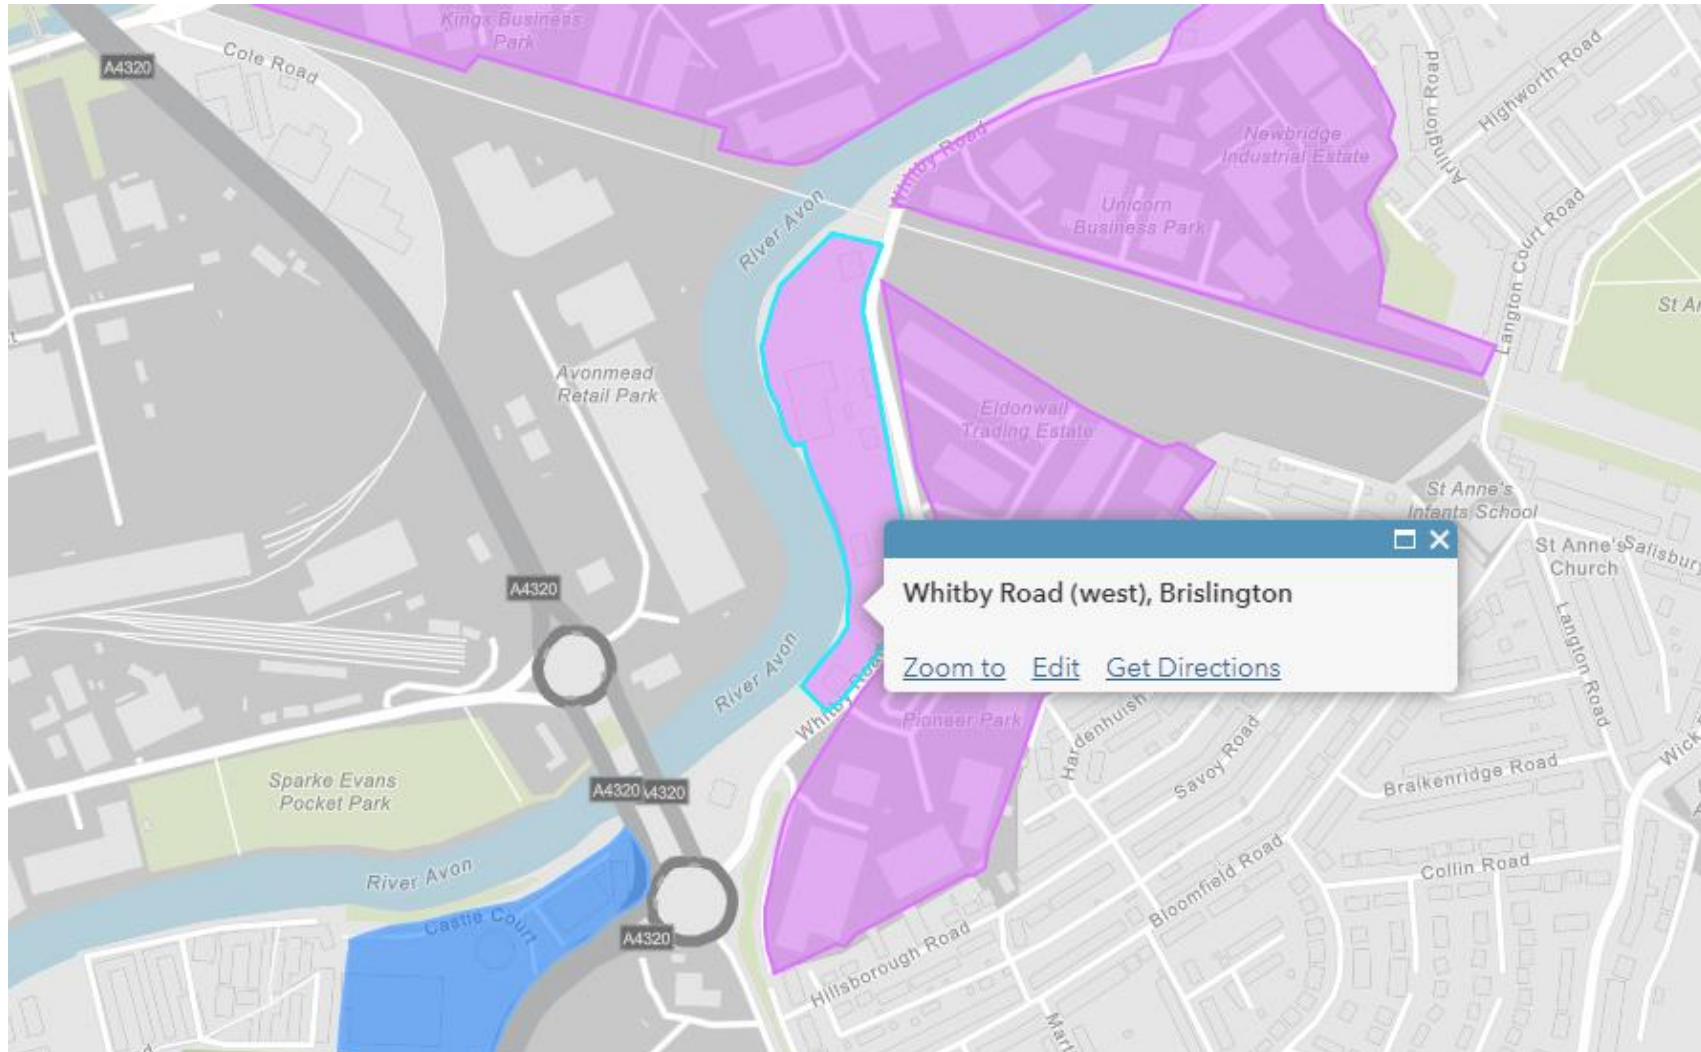 Kings Business
Park
A4320
Cole Road
Highworth Road
Arlington Road
Newbridge
Industrial Estate
Whitby Road
Unicorn
Business Park
River Avon
Langton Court Road
St A
Avonmead
Retail Park
Eldonwall
Trading Estate
St Anne's
Infants School
St Anne's
Church
Salisbury
A4320
Whitby Road (west), Brislington
Zoom to Edit Get Directions
Langton Road
River Avon
Whitby Road
Pioneer Park
Hardenhuish
Savoy Road
Wick
Braikenridge Road
Sparke Evans
Pocket Park
A4320
A4320
Collin Road
River Avon
Bloomfield Road
Castle Court
A4320
Hillsborough Road
Mart